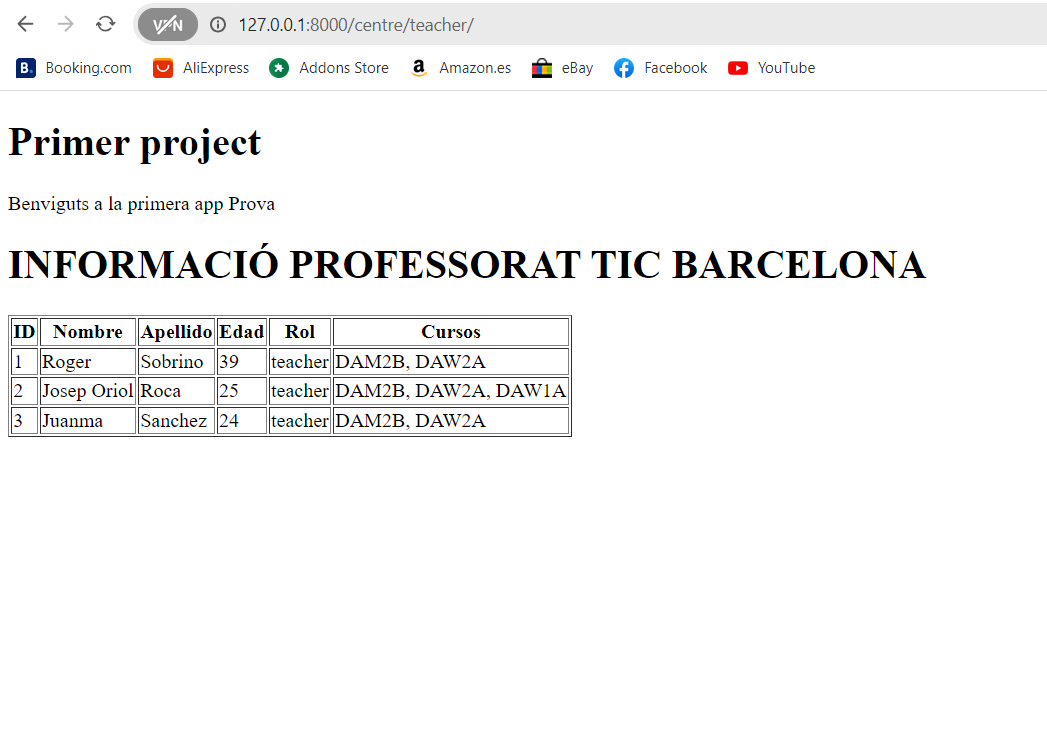 VPN 127.0.0.1:8000/centre/teacher/
B. Booking.com AliExpress Addons Store a Amazon.es eBay Facebook YouTube
Primer project
Benviguts a la primera app Prova
INFORMACIÓ PROFESSORAT TIC BARCELONA
ID Nombre Apellido Edad Rol Cursos
1 Roger Sobrino 39 teacher DAM2B, DAW2A
2 Josep Oriol Roca 25 teacher DAM2B, DAW2A, DAW1A
3 Juanma Sanchez 24 teacher DAM2B, DAW2A